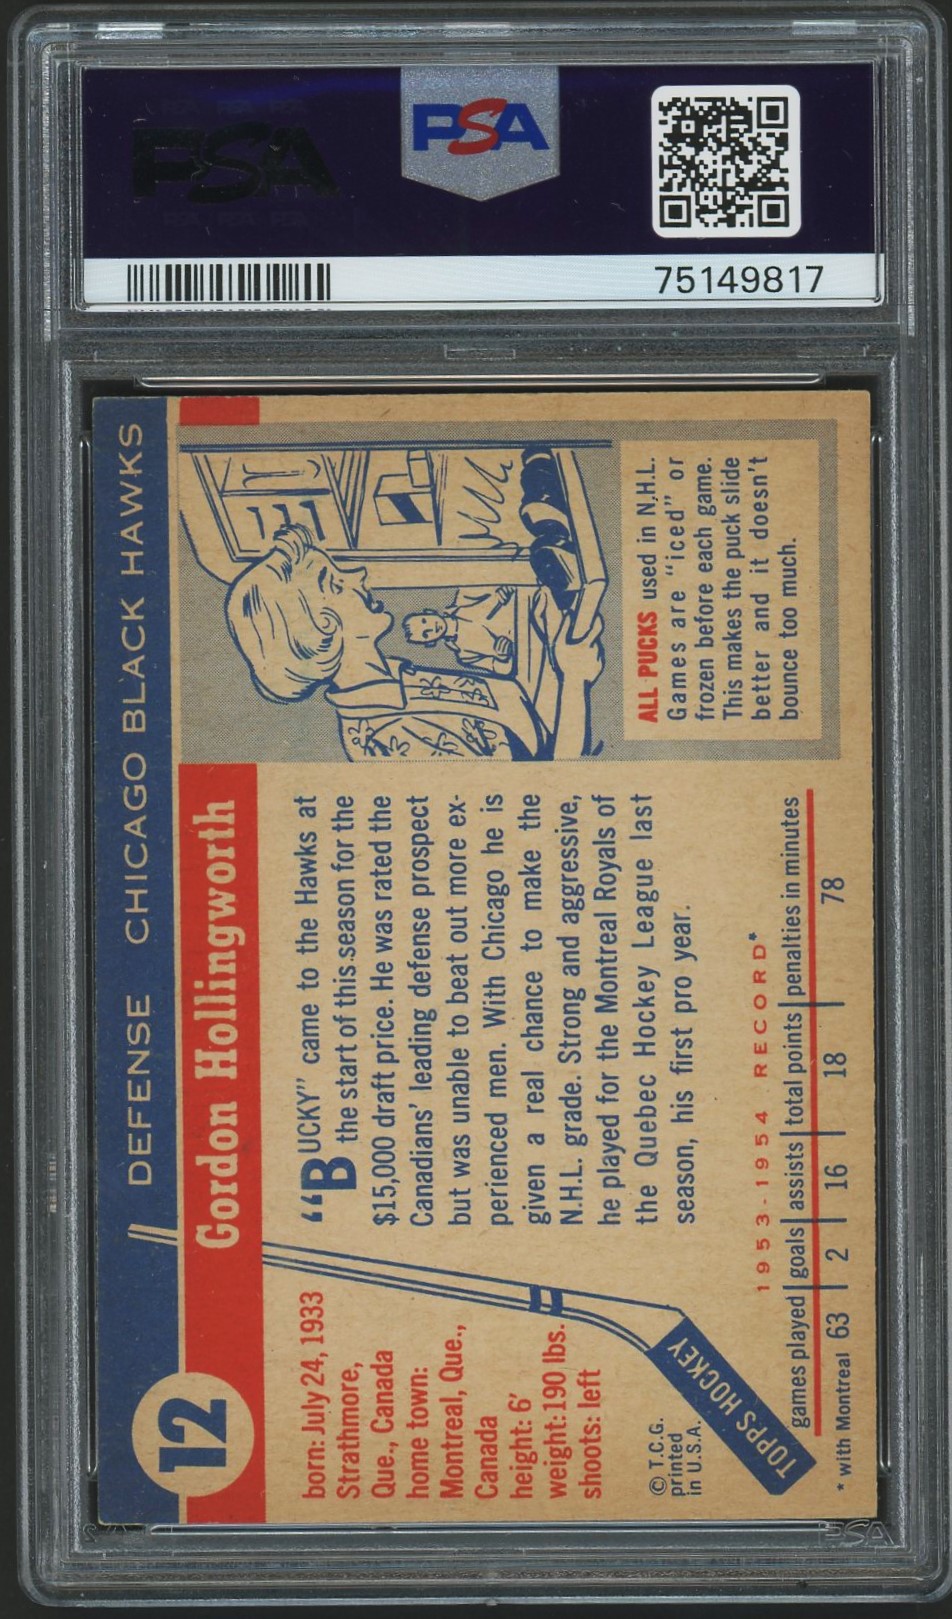 PSA
PSA
75149817
12
DEFENSE CHICAGO BLACK HAWKS
Gordon Hollingworth
born: July 24, 1933
Strathmore,
Que., Canada
home town:
Montreal, Que.,
Canada
height: 6'
weight: 190 lbs.
shoots: left
© T.C.G.
printed
in U.S.A.
TOPPS HOCKEY
"BUCKY" came to the Hawks at
the start of this season for the
$15,000 draft price. He was rated the
Canadians' leading defense prospect
but was unable to beat out more ex-
perienced men. With Chicago he is
given a real chance to make the
N.H.L. grade. Strong and aggressive,
he played for the Montreal Royals of
the Quebec Hockey League last
season, his first pro year.
ALL PUCKS used in N.H.L.
Games are "iced" or
frozen before each game.
This makes the puck slide
better and it doesn't
bounce too much.
1953-1954 RECORD*
games played goals assists total points penalties in minutes
63 2 16 18 78
* with Montreal
PSA